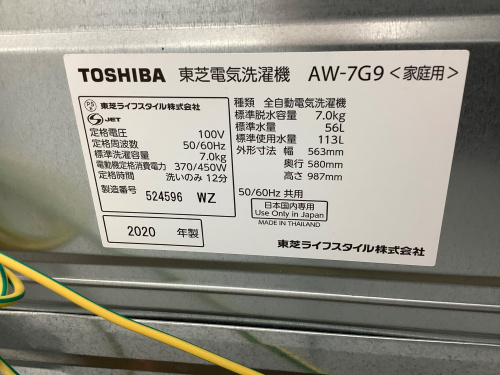 TOSHIBA 東芝電気洗濯機 AW-7G9 <家庭用>
PS E
東芝ライフスタイル株式会社
S JET
定格電圧 100V
定格周波数 50/60Hz
標準洗濯容量 7.0kg
電動機定格消費電力 370/450W
定格時間 洗いのみ 12分
製造番号 524596 WZ
2020 年製
種類 全自動電気洗濯機
標準脱水容量 7.0kg
標準水量 56L
標準使用水量 113L
外形寸法 幅 563mm
奥行 580mm
高さ 987mm
50/60Hz 共用
日本国内専用
Use Only in Japan
MADE IN THAILAND
東芝ライフスタイル株式会社